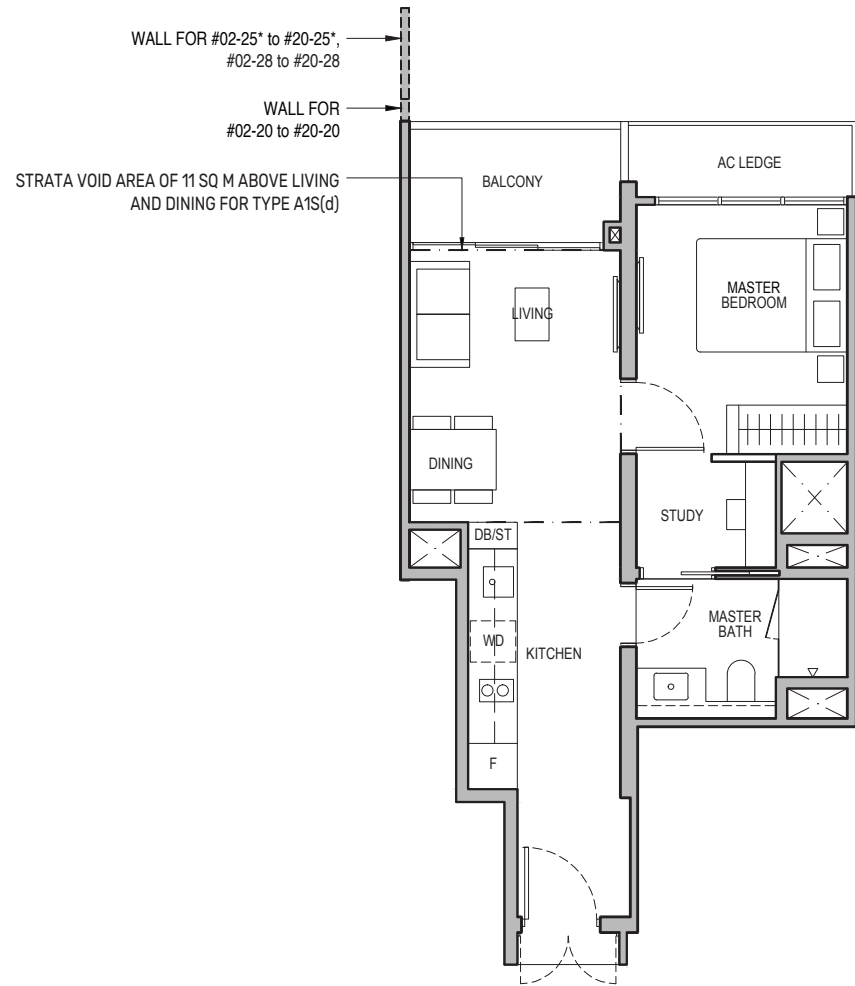 WALL FOR #02-25* to #20-25*,
#02-28 to #20-28
WALL FOR
#02-20 to #20-20
STRATA VOID AREA OF 11 SQ M ABOVE LIVING
AND DINING FOR TYPE A1S(d)
BALCONY
AC LEDGE
MASTER
BEDROOM
LIVING
DINING
STUDY
DB/ST
MASTER
BATH
WD
KITCHEN
F